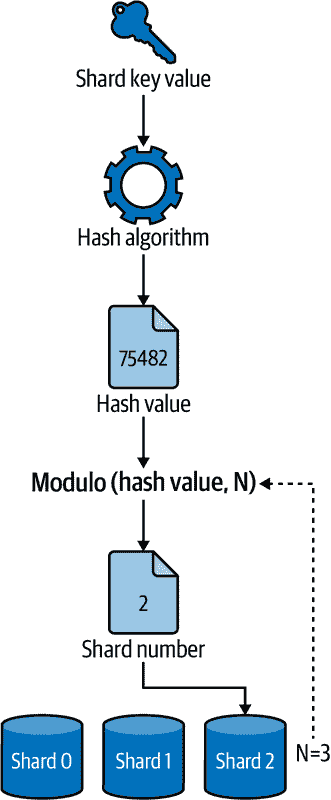 Shard key value
Hash algorithm
75482
Hash value
Modulo (hash value, N)
2
Shard number
Shard 0
Shard 1
Shard 2
N=3